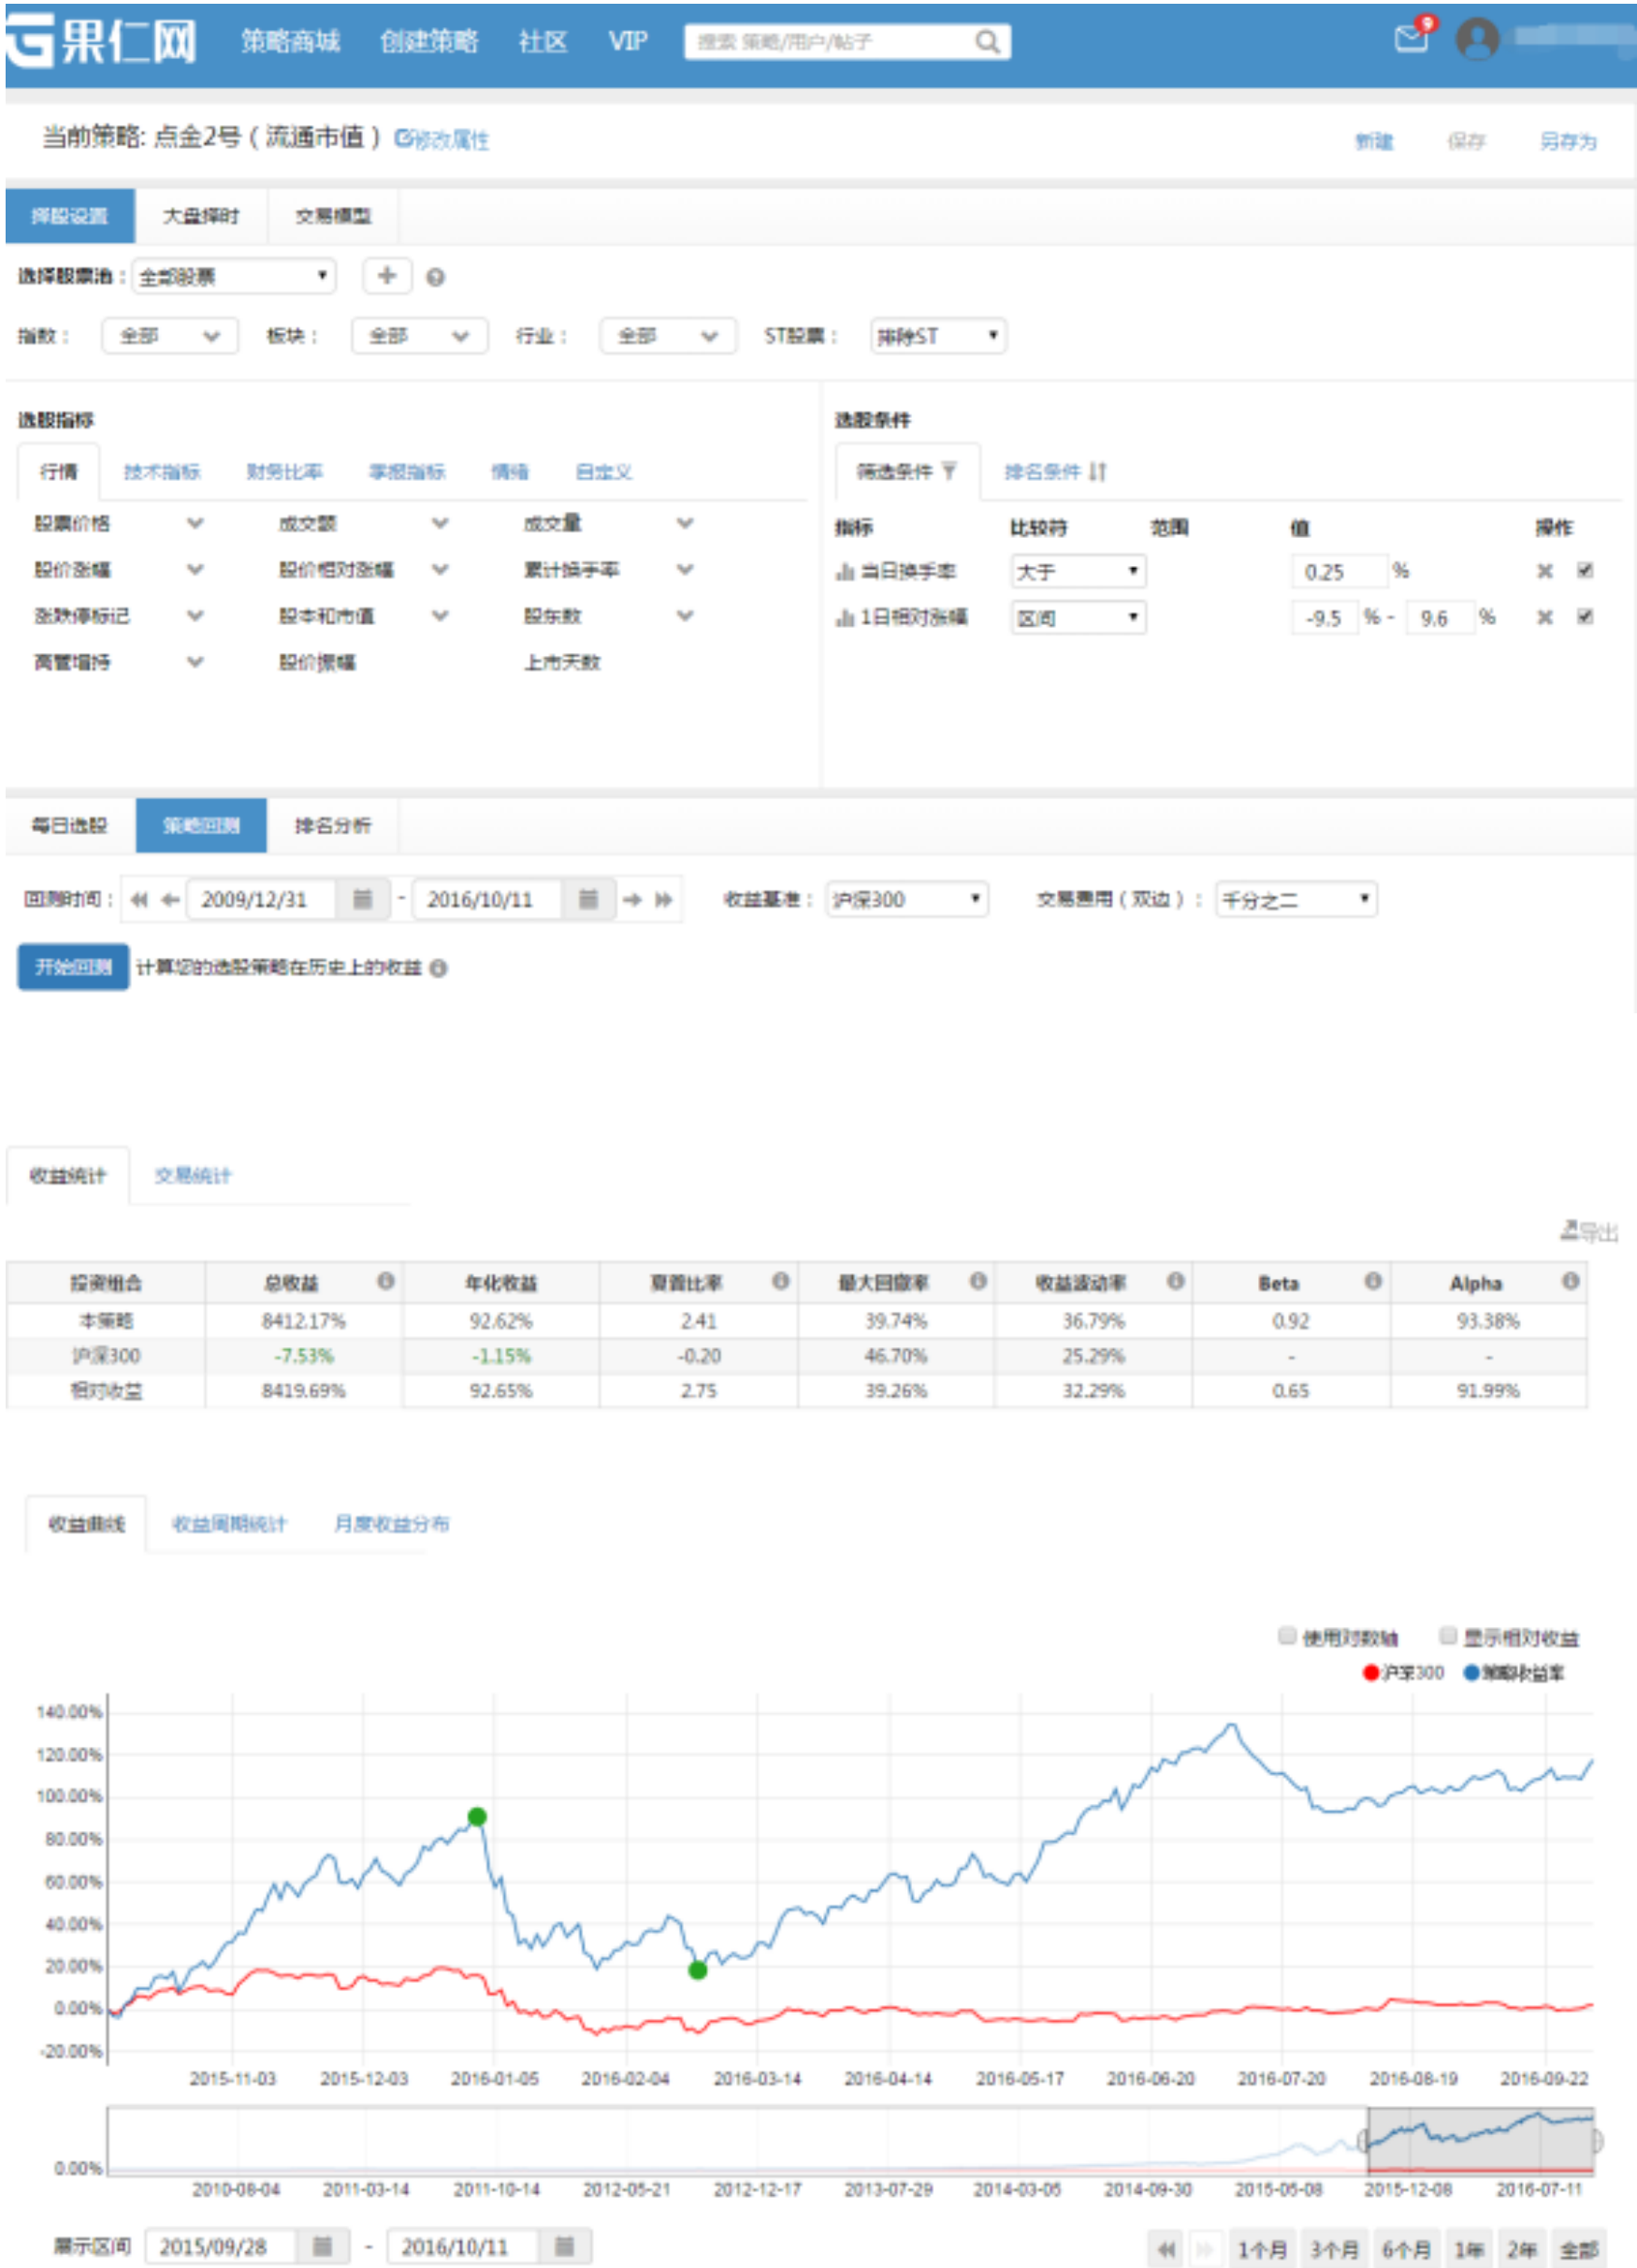 G果仁网 策略商城 创建策略 社区 VIP 搜索 策略/用户/帖子 9
当前策略: 点金2号 ( 流通市值 ) 修改属性 新建 保存 另存为
择股设置 大盘择时 交易模型
选择股票池 : 全部股票 +
指数 : 全部 板块 : 全部 行业 : 全部 ST股票 : 排除ST
选股指标 选股条件
行情 技术指标 财务比率 掌握指标 情绪 自定义 筛选条件 排名条件
股票价格 成交额 成交量 指标 比较符 范围 值 操作
股价涨幅 股价相对涨幅 累计换手率 当日换手率 大于 0.25 %
涨跌停标记 股本和市值 股东数 1日相对涨幅 区间 -9.5 % - 9.6 %
高管增持 股价振幅 上市天数
每日选股 策略回测 排名分析
回测时间 : 2009/12/31 - 2016/10/11 收益基准 : 沪深300 交易费用 ( 双边 ) : 千分之二
开始回测 计算您的选股策略在历史上的收益
收益统计 交易统计
导出
投资组合 总收益 年化收益 夏普比率 最大回撤率 收益波动率 Beta Alpha
本策略 8412.17% 92.62% 2.41 39.74% 36.79% 0.92 93.38%
沪深300 -7.53% -1.15% -0.20 46.70% 25.29% - -
相对收益 8419.69% 92.65% 2.75 39.26% 32.29% 0.65 91.99%
收益曲线 收益周期统计 月度收益分布
使用对数轴 显示相对收益
沪深300 策略收益率
140.00%
120.00%
100.00%
80.00%
60.00%
40.00%
20.00%
0.00%
-20.00%
2015-11-03 2015-12-03 2016-01-05 2016-02-04 2016-03-14 2016-04-14 2016-05-17 2016-06-20 2016-07-20 2016-08-19 2016-09-22
0.00%
2010-08-04 2011-03-14 2011-10-14 2012-05-21 2012-12-17 2013-07-29 2014-03-05 2014-09-30 2015-05-08 2015-12-08 2016-07-11
展示区间 2015/09/28 - 2016/10/11 1个月 3个月 6个月 1年 2年 全部